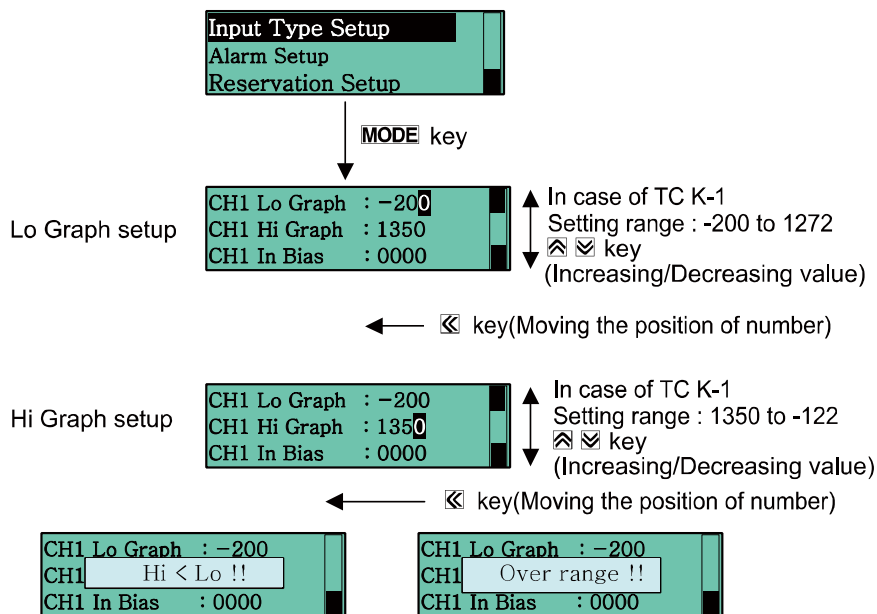 Input Type Setup
Alarm Setup
Reservation Setup
MODE key
Lo Graph setup
CH1 Lo Graph : -200
CH1 Hi Graph : 1350
CH1 In Bias : 0000
In case of TC K-1
Setting range : -200 to 1272
key
(Increasing/Decreasing value)
key(Moving the position of number)
Hi Graph setup
CH1 Lo Graph : -200
CH1 Hi Graph : 1350
CH1 In Bias : 0000
In case of TC K-1
Setting range : 1350 to -122
key
(Increasing/Decreasing value)
key(Moving the position of number)
CH1 Lo Graph : -200
CH1 Hi < Lo !!
CH1 In Bias : 0000
CH1 Lo Graph : -200
CH1 Over range !!
CH1 In Bias : 0000